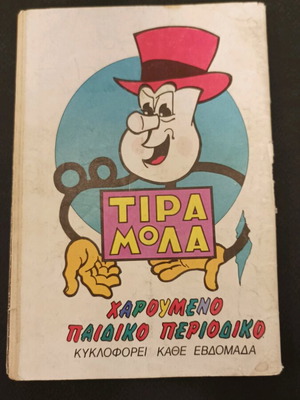 ΤΙΡΑ
ΜΟΛΑ
ΧΑΡΟΥΜΕΝΟ
ΠΑΙΔΙΚΟ ΠΕΡΙΟΔΙΚΟ
ΚΥΚΛΟΦΟΡΕΙ ΚΑΘΕ ΕΒΔΟΜΑΔΑ